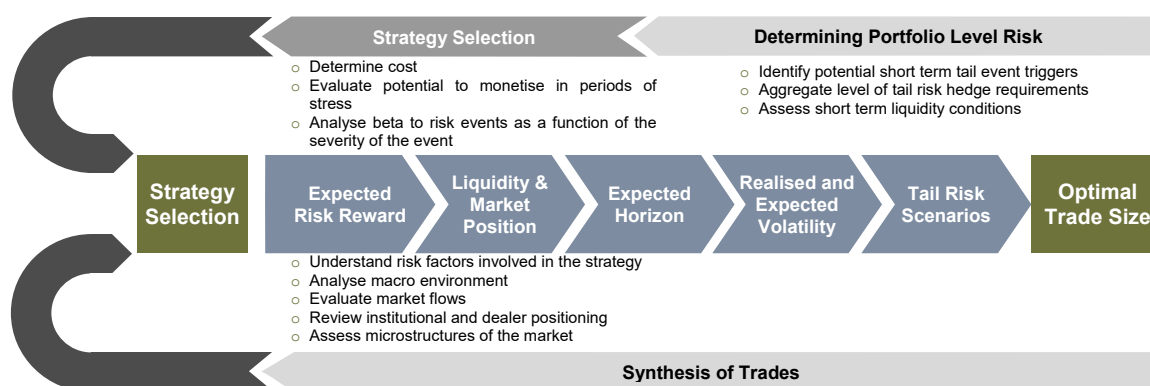 Strategy Selection
Determining Portfolio Level Risk
○ Determine cost
○ Evaluate potential to monetise in periods of
stress
○ Analyse beta to risk events as a function of the
severity of the event
○ Identify potential short term tail event triggers
○ Aggregate level of tail risk hedge requirements
○ Assess short term liquidity conditions
Strategy
Selection
Expected
Risk Reward
Liquidity &
Market
Position
Expected
Horizon
Realised and
Expected
Volatility
Tail Risk
Scenarios
Optimal
Trade Size
○ Understand risk factors involved in the strategy
○ Analyse macro environment
○ Evaluate market flows
○ Review institutional and dealer positioning
○ Assess microstructures of the market
Synthesis of Trades